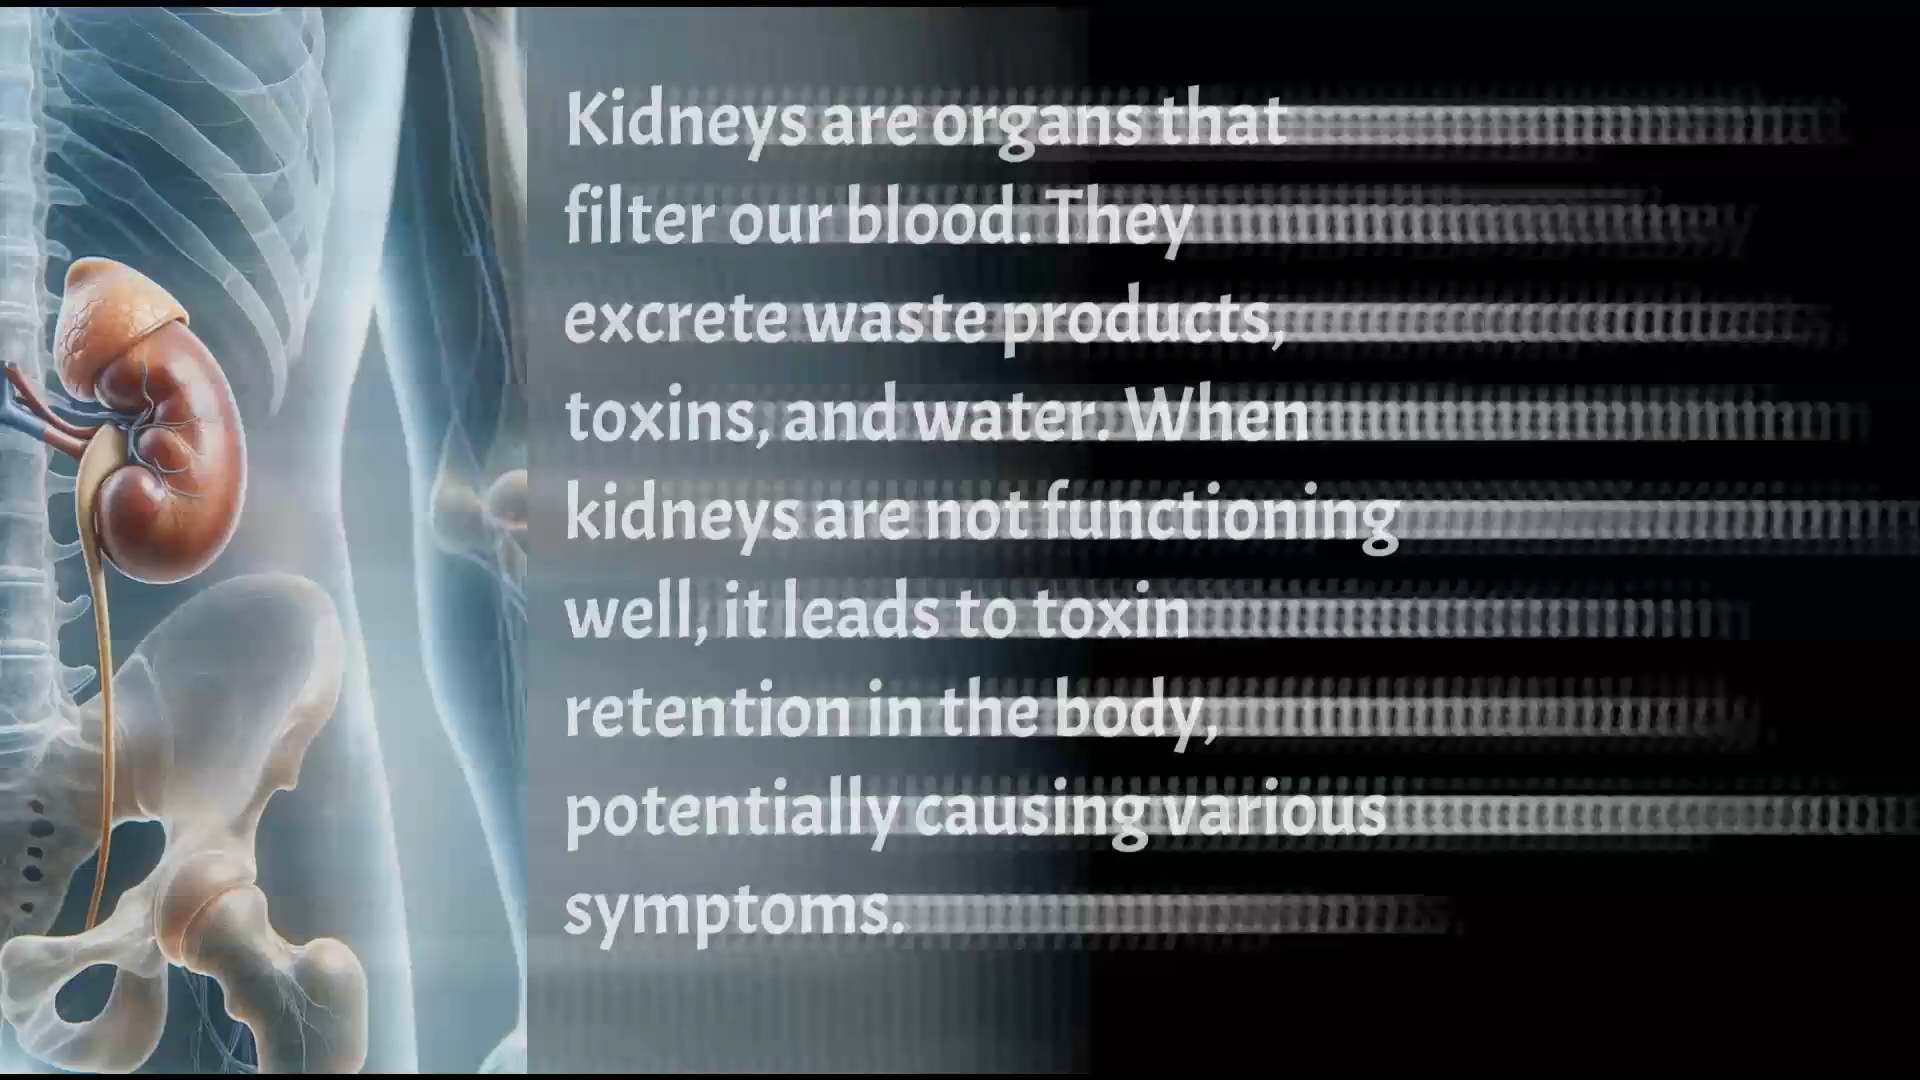 Kidneys are organs that
filter our blood. They
excrete waste products,
toxins, and water. When
kidneys are not functioning
well, it leads to toxin
retention in the body,
potentially causing various
symptoms.